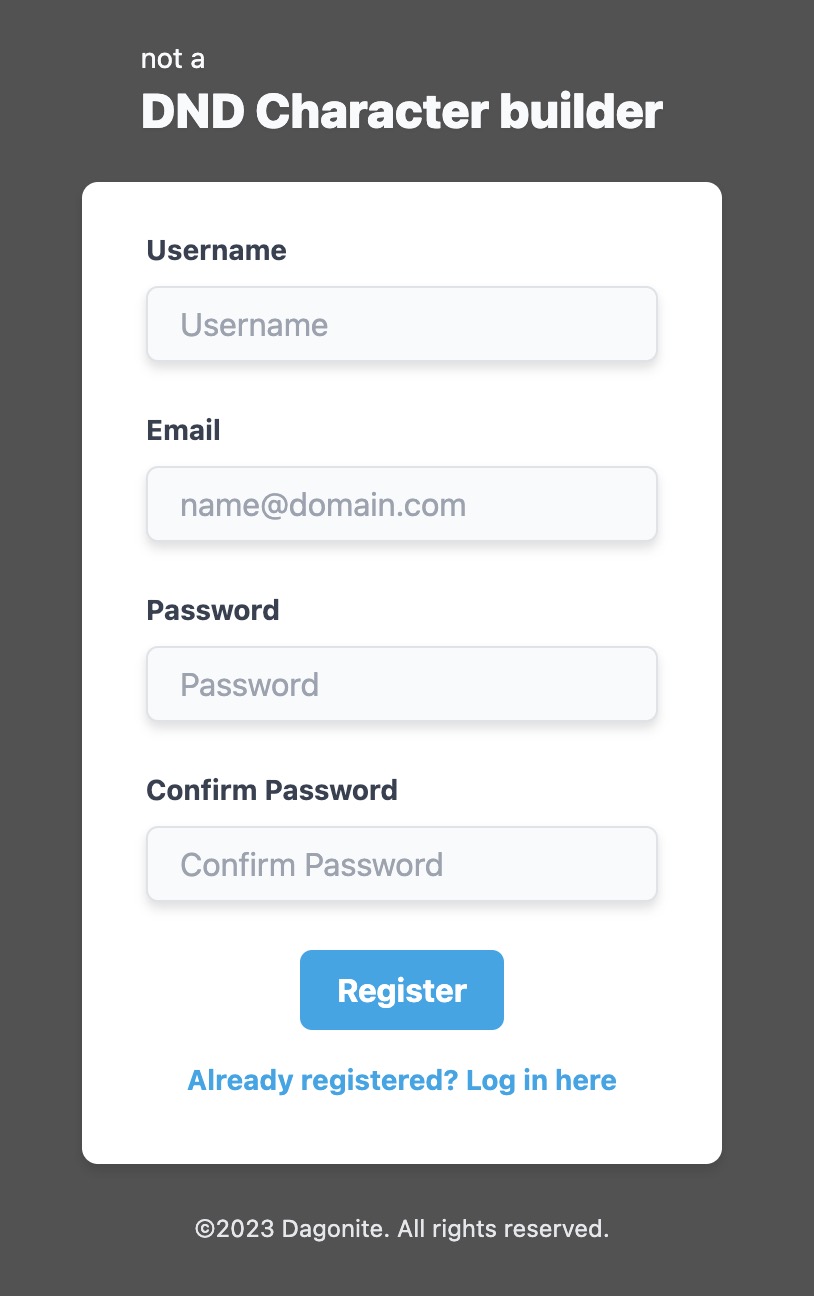 not a
DND Character builder
Username
Username
Email
name@domain.com
Password
Password
Confirm Password
Confirm Password
Register
Already registered? Log in here
©2023 Dagonite. All rights reserved.